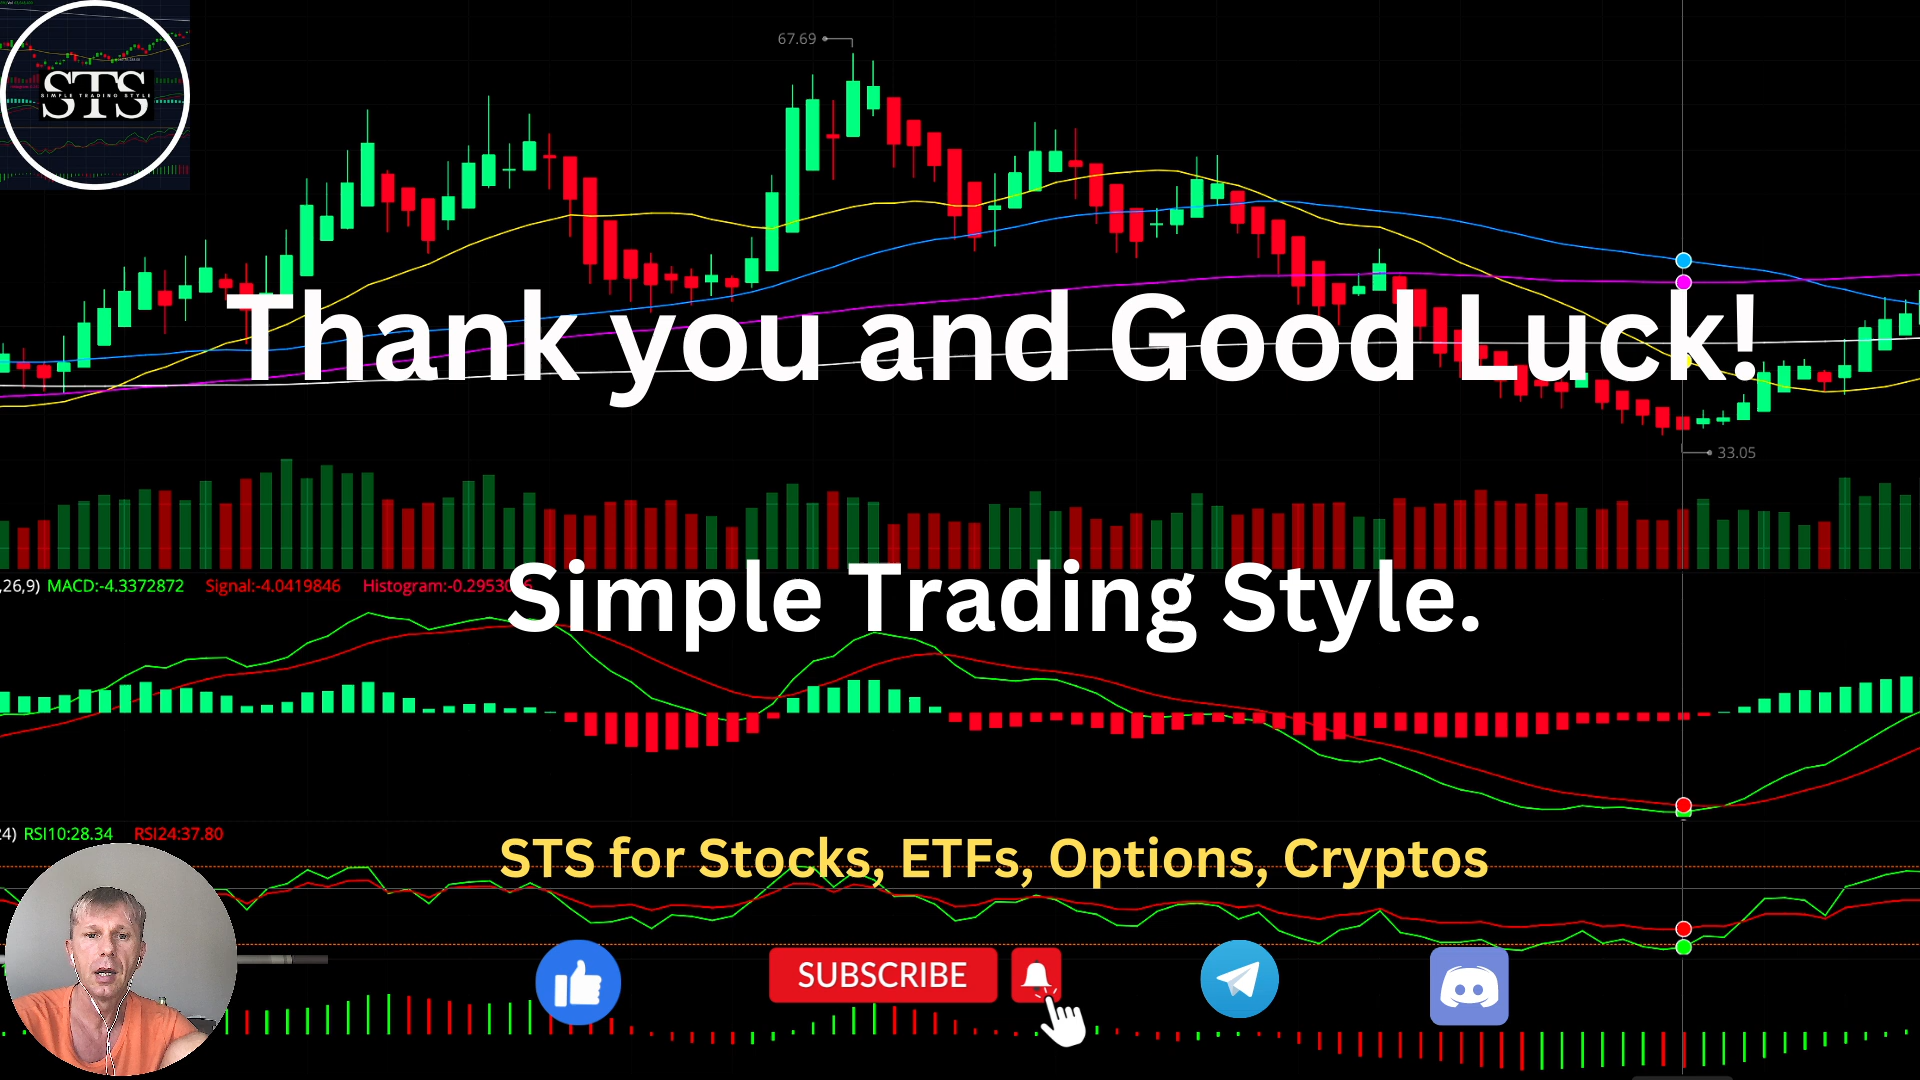 STS
SIMPLE TRADING STYLE
67.69
Thank you and Good Luck!
33.05
,26,9) MACD:-4.3372872 Signal:-4.0419846 Histogram:-0.2953
Simple Trading Style.
24) RSI10:28.34 RSI24:37.80
STS for Stocks, ETFs, Options, Cryptos
SUBSCRIBE